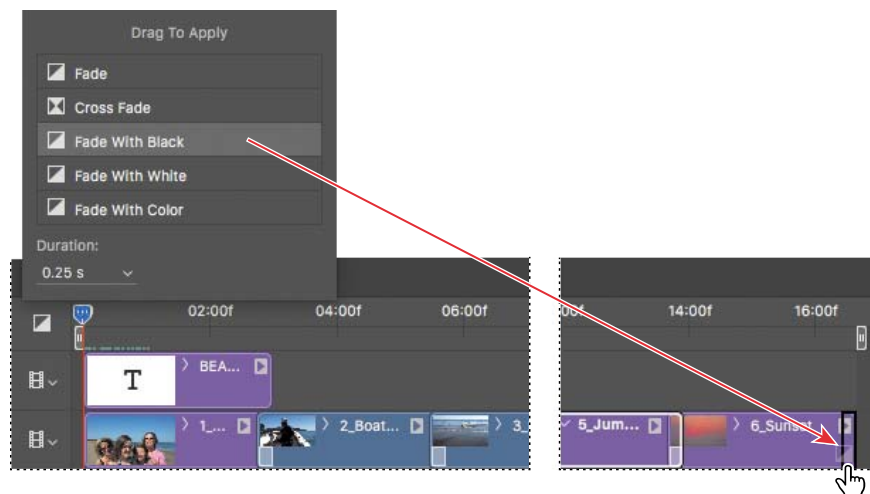 Drag To Apply
Fade
Cross Fade
Fade With Black
Fade With White
Fade With Color
Duration:
0.25 s
02:00f 04:00f 06:00f 14:00f 16:00f
T BEA...
1_... 2_Boat... 3_ 5_Jum... 6_Sunset